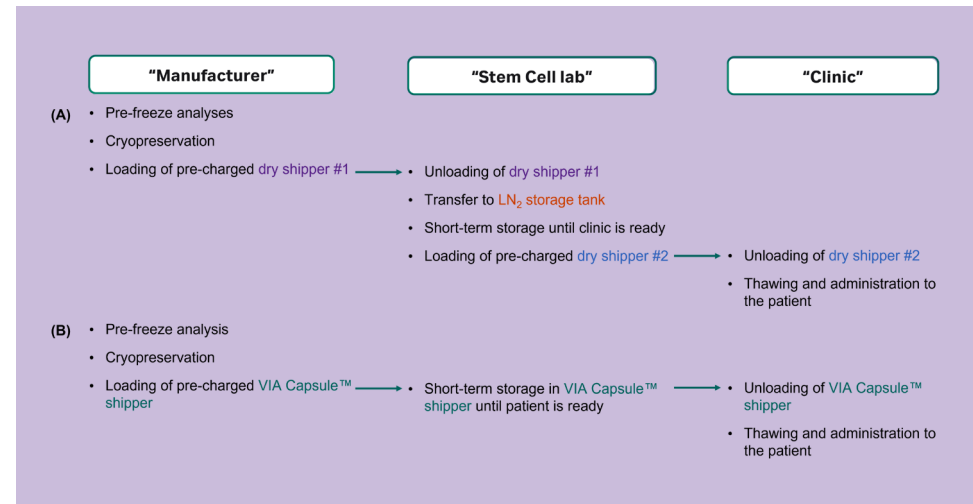 “Manufacturer”
“Stem Cell lab”
“Clinic”
(A)
• Pre-freeze analyses
• Cryopreservation
• Loading of pre-charged dry shipper #1
• Unloading of dry shipper #1
• Transfer to LN₂ storage tank
• Short-term storage until clinic is ready
• Loading of pre-charged dry shipper #2
• Unloading of dry shipper #2
• Thawing and administration to
the patient
(B)
• Pre-freeze analysis
• Cryopreservation
• Loading of pre-charged VIA Capsule™
shipper
• Short-term storage in VIA Capsule™
shipper until patient is ready
• Unloading of VIA Capsule™
shipper
• Thawing and administration to
the patient